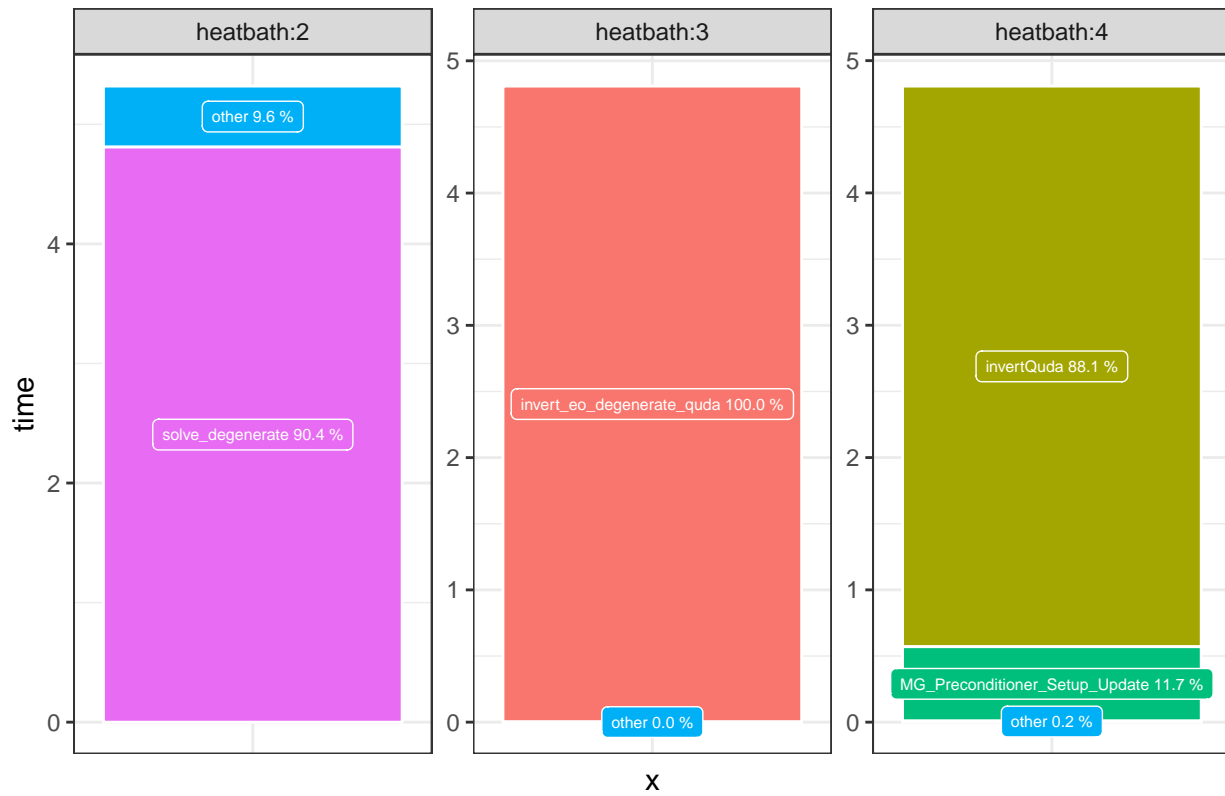 heatbath:2
heatbath:3
heatbath:4
time
4
2
0
other 9.6 %
solve_degenerate 90.4 %
5
4
3
2
1
0
invert_eo_degenerate_quda 100.0 %
other 0.0 %
5
4
3
2
1
0
invertQuda 88.1 %
MG_Preconditioner_Setup_Update 11.7 %
other 0.2 %
x